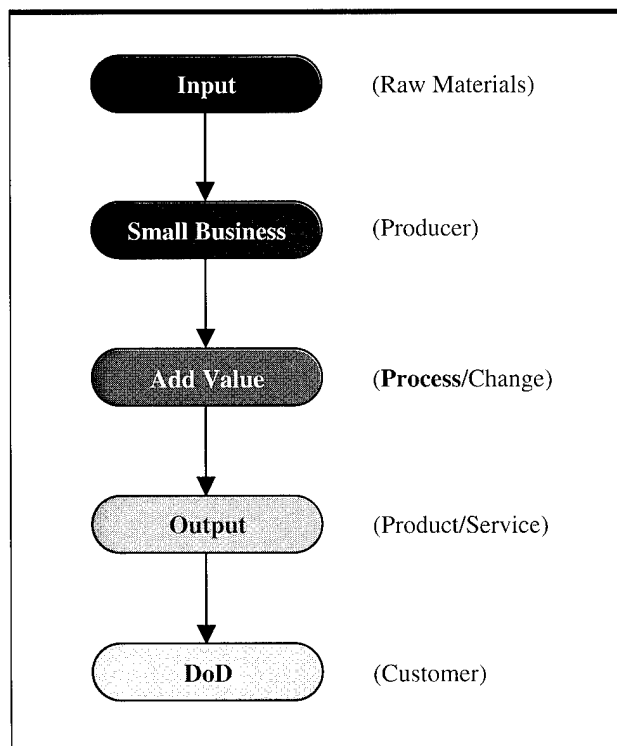 Input (Raw Materials)
Small Business (Producer)
Add Value (Process/Change)
Output (Product/Service)
DoD (Customer)